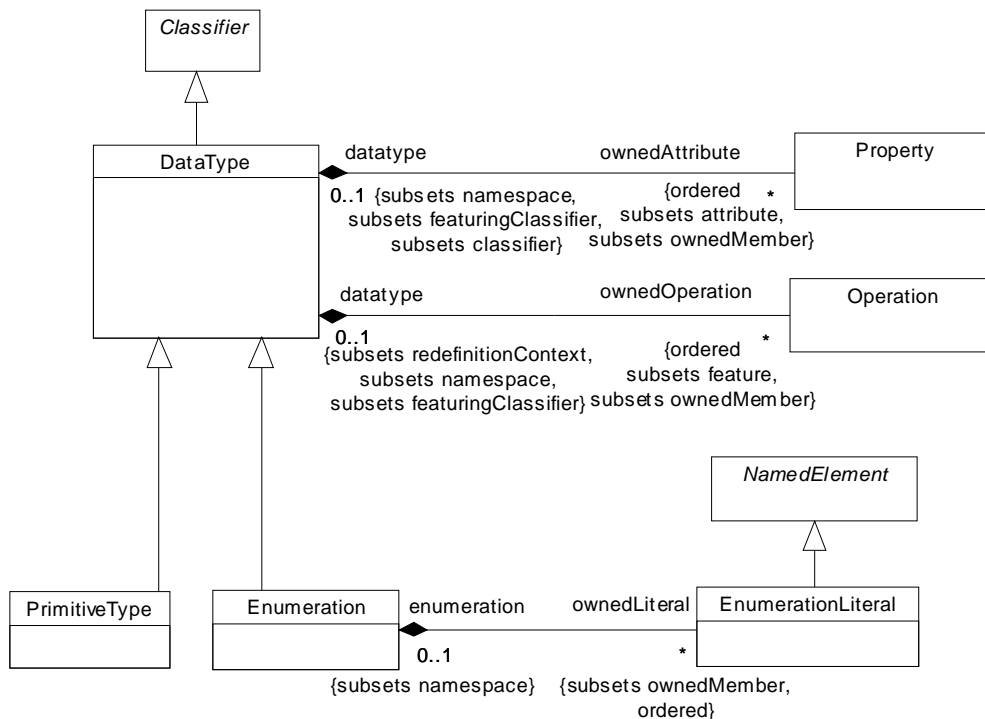 Classifier
DataType
datatype
ownedAttribute
Property
0..1 {subsets namespace,
subsets featuringClassifier,
subsets classifier}
{ordered
*
subsets attribute,
subsets ownedMember}
datatype
ownedOperation
Operation
0..1
{subsets redefinitionContext,
subsets namespace,
subsets featuringClassifier}
{ordered
*
subsets feature,
subsets ownedMember}
NamedElement
PrimitiveType
Enumeration
enumeration
ownedLiteral
EnumerationLiteral
0..1
*
{subsets namespace}
{subsets ownedMember,
ordered}